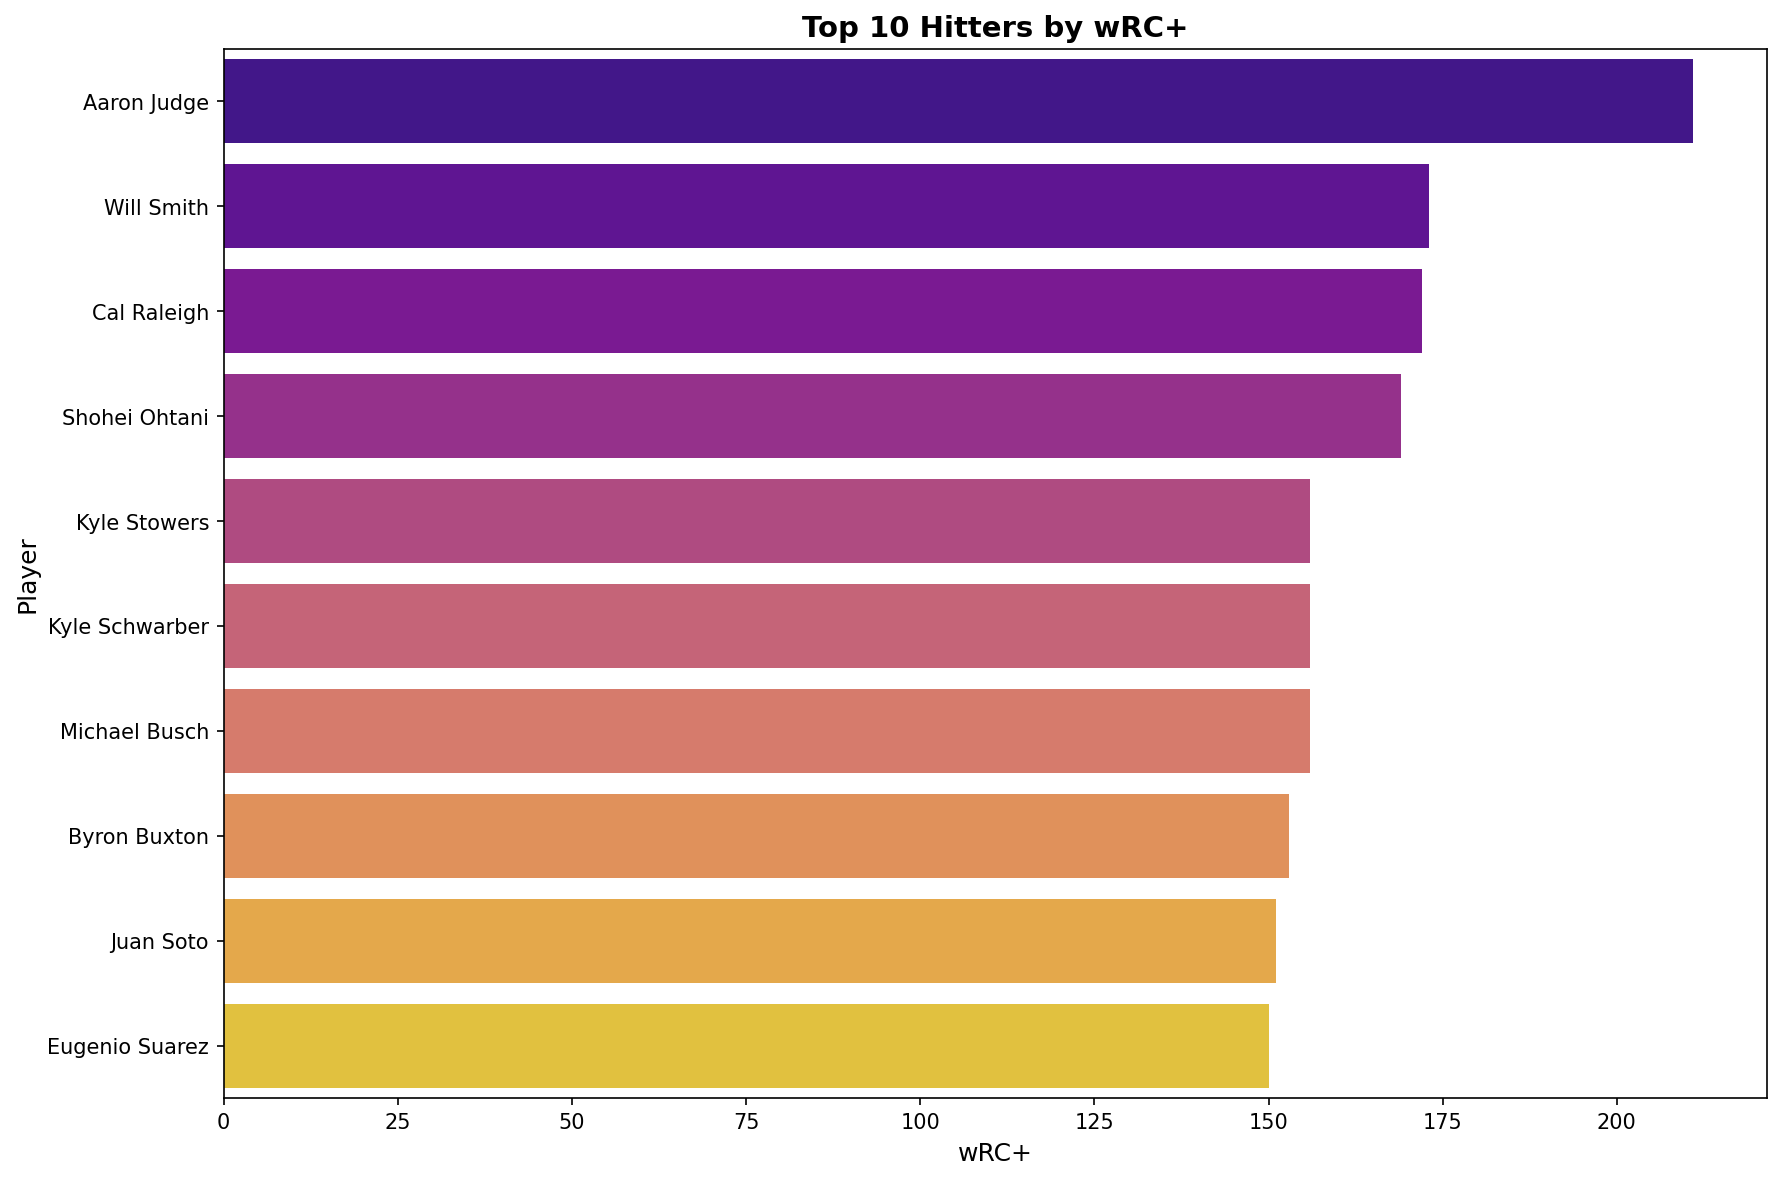 Top 10 Hitters by wRC+
Player
Aaron Judge
Will Smith
Cal Raleigh
Shohei Ohtani
Kyle Stowers
Kyle Schwarber
Michael Busch
Byron Buxton
Juan Soto
Eugenio Suarez
0 25 50 75 100 125 150 175 200
wRC+